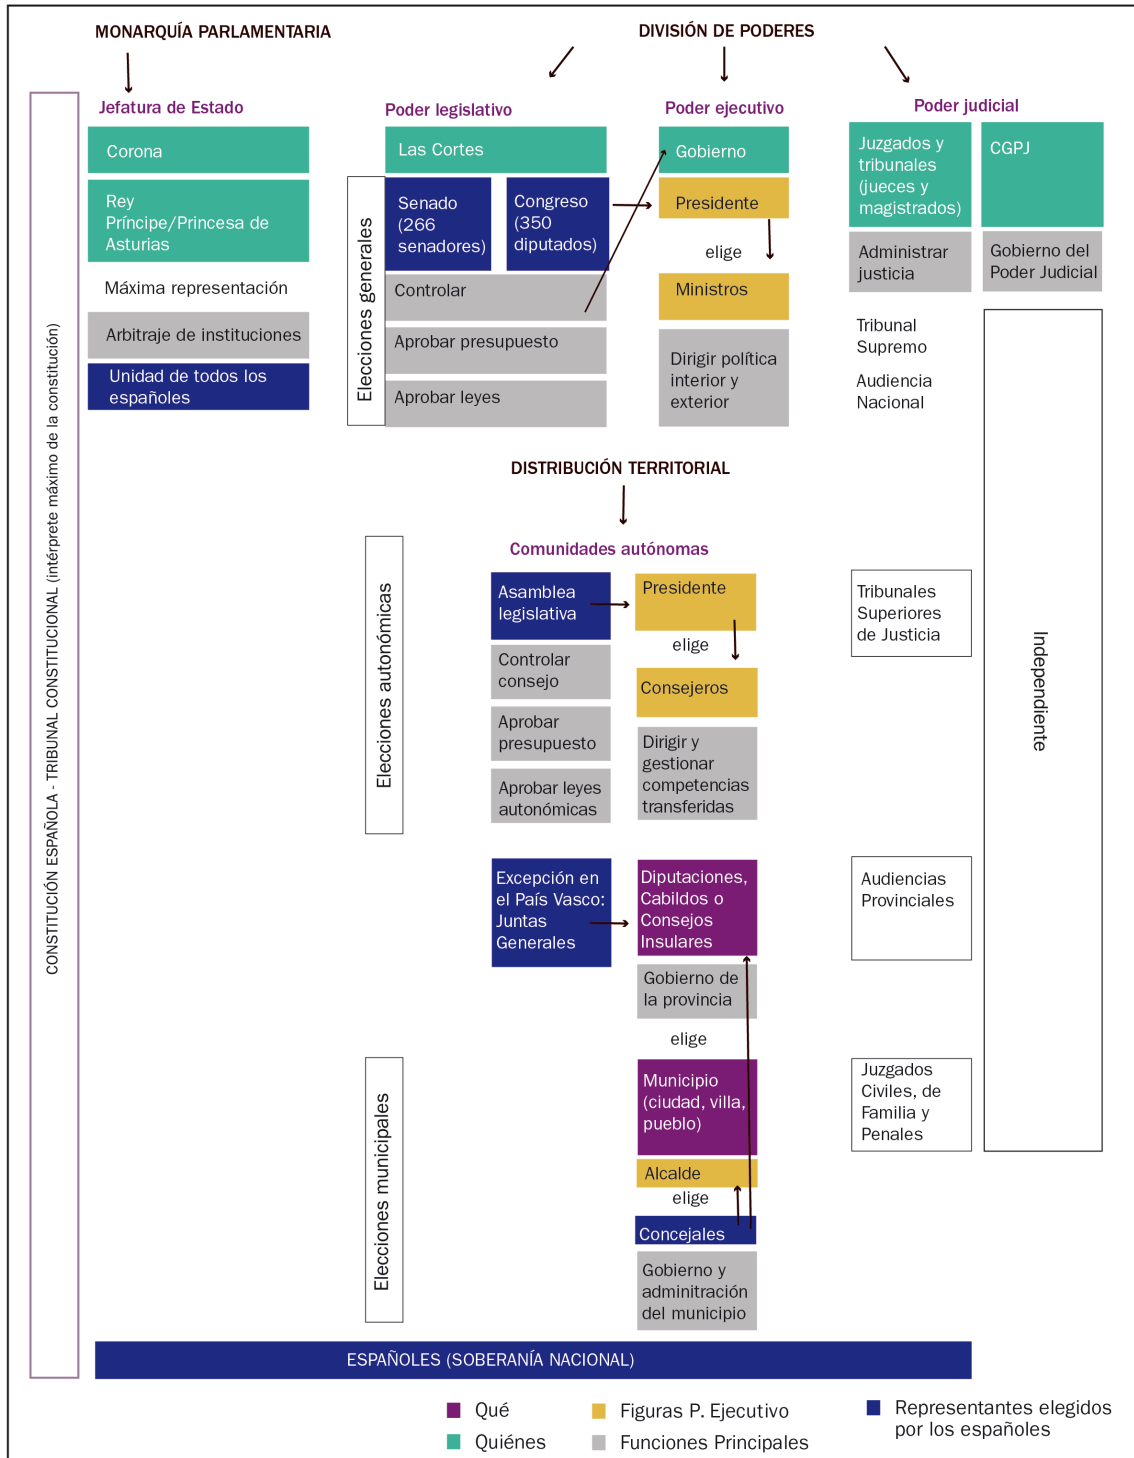 MONARQUÍA PARLAMENTARIA
DIVISIÓN DE PODERES
Jefatura de Estado
Corona
Rey
Príncipe/Princesa de
Asturias
Máxima representación
Arbitraje de instituciones
Unidad de todos los
españoles
Poder legislativo
Las Cortes
Senado
(266
senadores)
Congreso
(350
diputados)
Controlar
Aprobar presupuesto
Aprobar leyes
Elecciones generales
Poder ejecutivo
Gobierno
Presidente
elige
Ministros
Dirigir política
interior y
exterior
Poder judicial
Juzgados y
tribunales
(jueces y
magistrados)
CGPJ
Administrar
justicia
Gobierno del
Poder Judicial
Tribunal
Supremo
Audiencia
Nacional
CONSTITUCIÓN ESPAÑOLA - TRIBUNAL CONSTITUCIONAL (intérprete máximo de la constitución)
DISTRIBUCIÓN TERRITORIAL
Comunidades autónomas
Elecciones autonómicas
Asamblea
legislativa
Controlar
consejo
Aprobar
presupuesto
Aprobar leyes
autonómicas
Presidente
elige
Consejeros
Dirigir y
gestionar
competencias
transferidas
Tribunales
Superiores
de Justicia
Independiente
Excepción en
el País Vasco:
Juntas
Generales
Diputaciones,
Cabildos o
Consejos
Insulares
Gobierno de
la provincia
elige
Audiencias
Provinciales
Elecciones municipales
Municipio
(ciudad, villa,
pueblo)
Alcalde
elige
Concejales
Gobierno y
adminitración
del municipio
Juzgados
Civiles, de
Familia y
Penales
ESPAÑOLES (SOBERANÍA NACIONAL)
Qué
Quiénes
Figuras P. Ejecutivo
Funciones Principales
Representantes elegidos
por los españoles